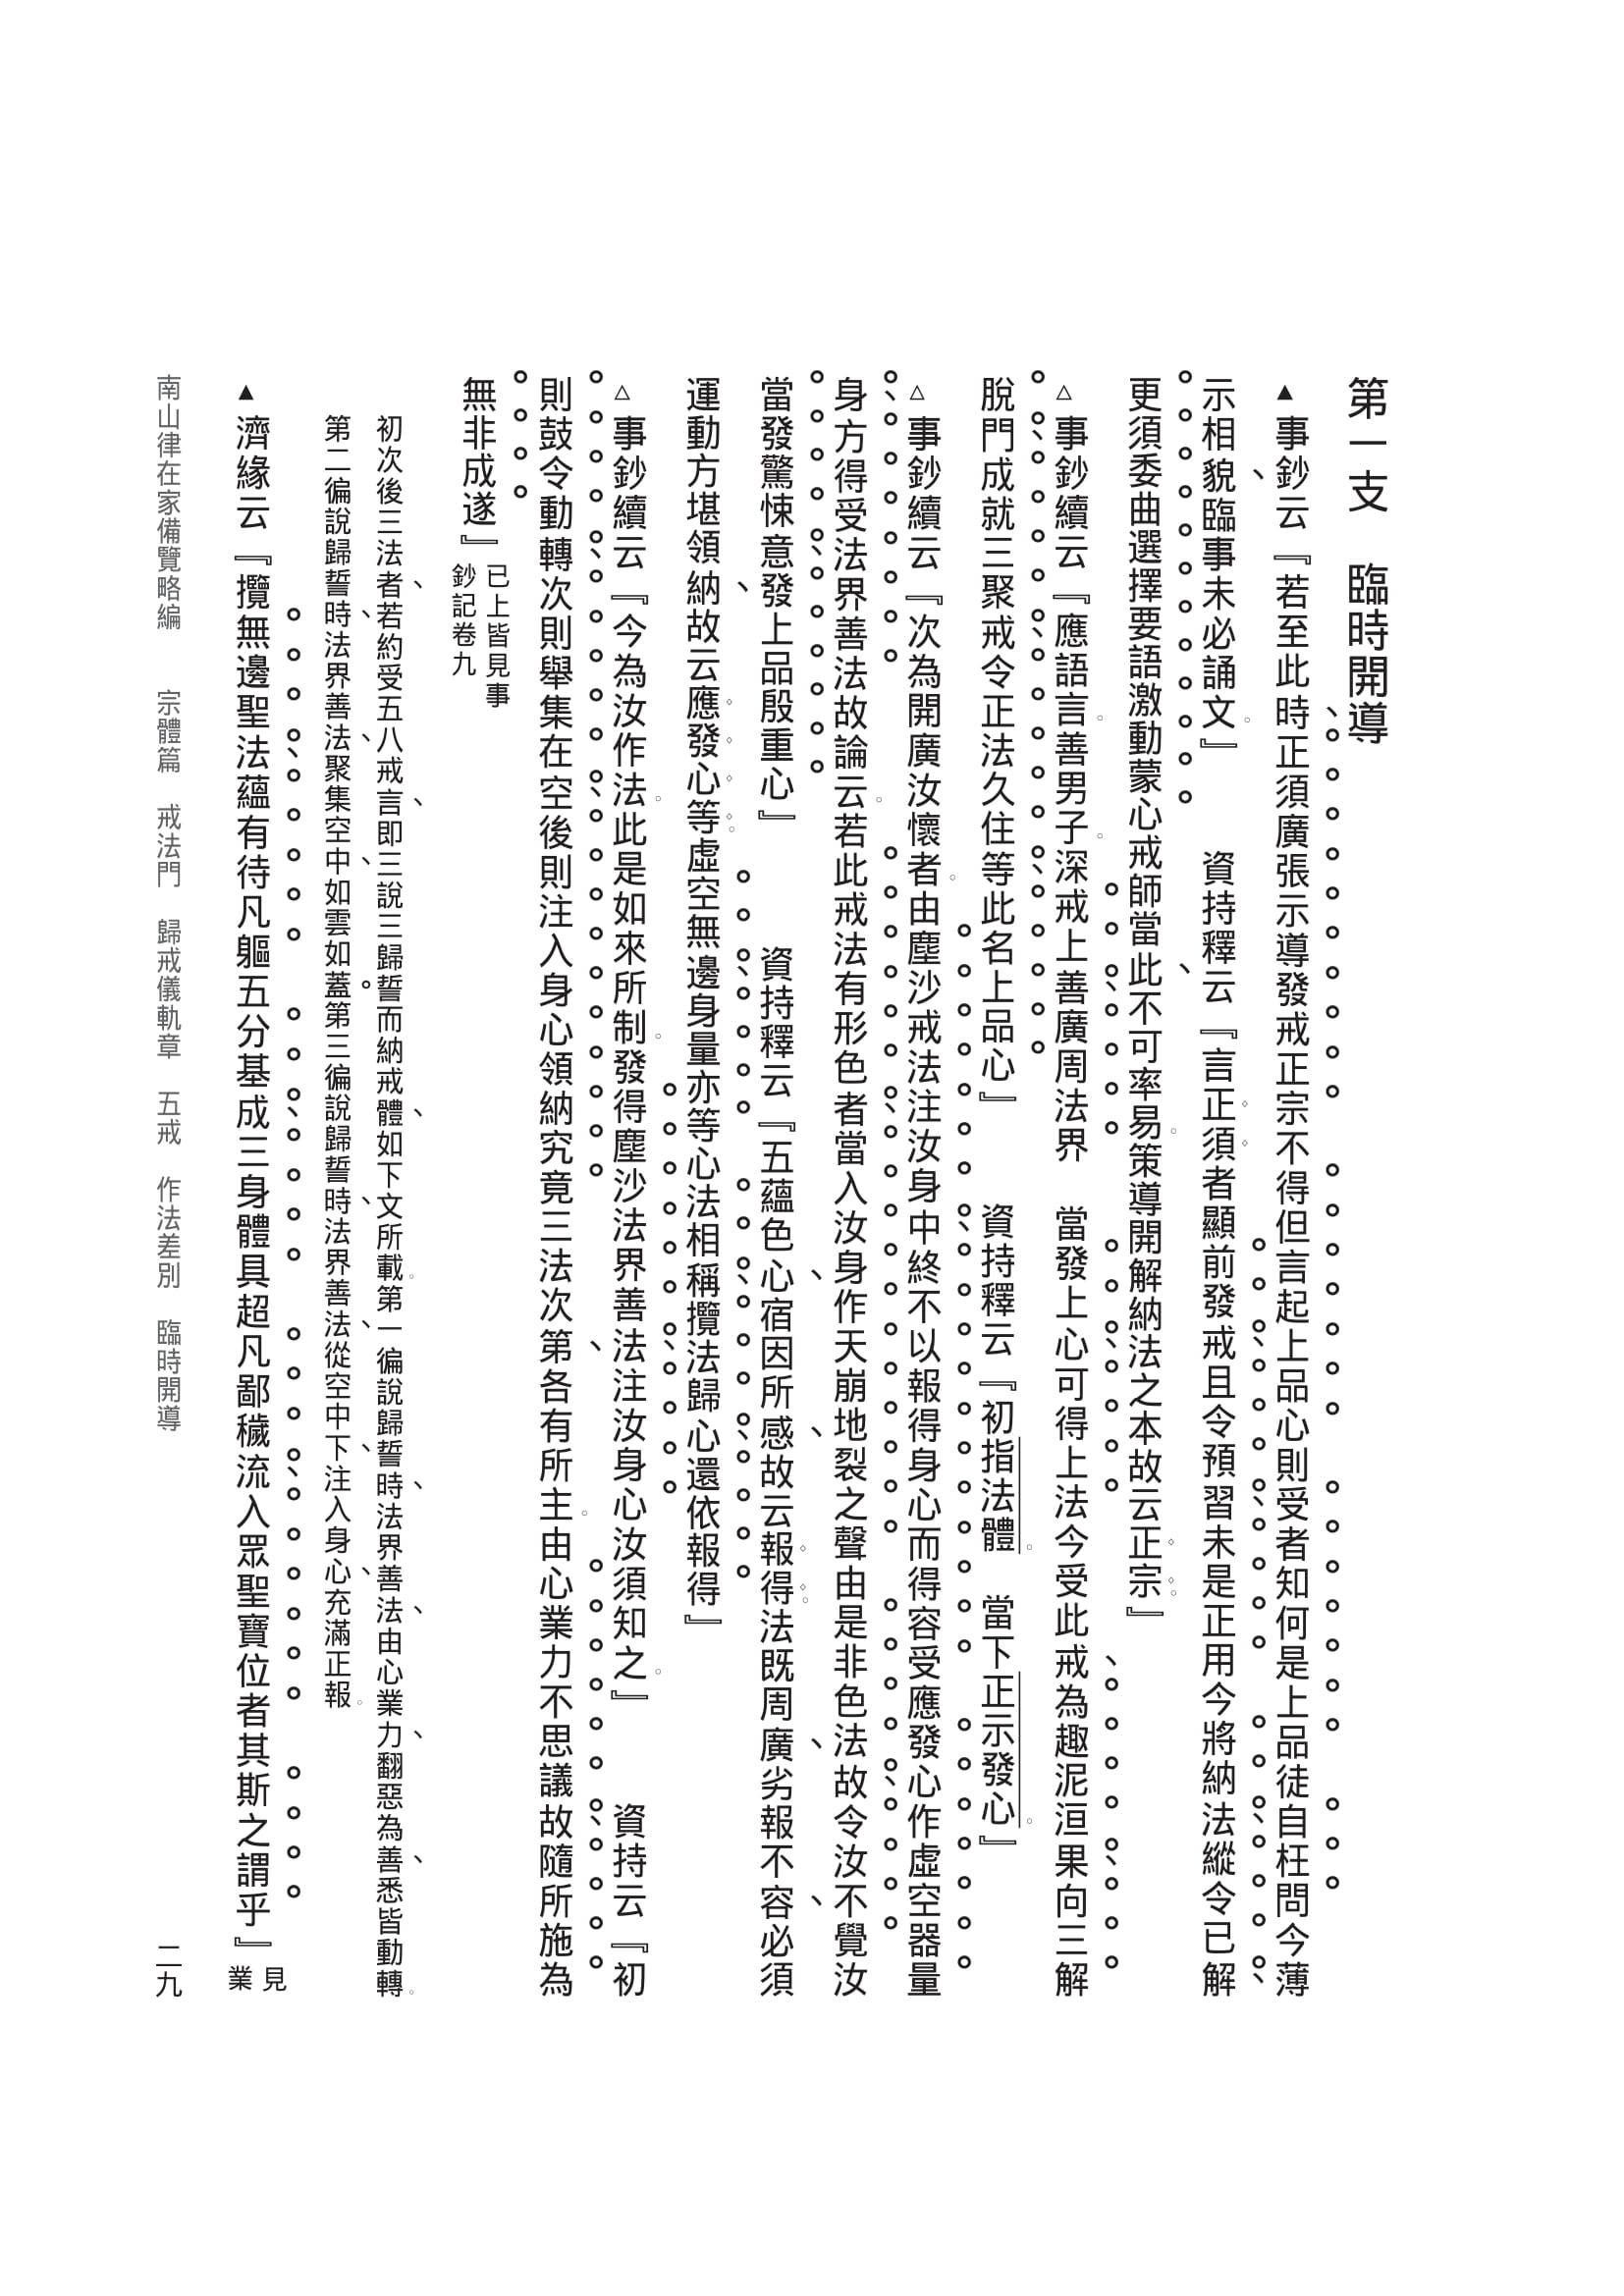 第一支　臨時開導
▲事鈔云『若至此時正須廣張示導發戒正宗不得但言起上品心則受者知何是上品徒自枉問今薄
示相貌臨事未必誦文』　資持釋云『言正須者顯前發戒且令預習未是正用今將納法縱令已解
更須委曲選擇要語激動蒙心戒師當此不可率易策導開解納法之本故云正宗』
△事鈔續云『應語言善男子深戒上善廣周法界　當發上心可得上法今受此戒為趣泥洹果向三解
脫門成就三聚戒令正法久住等此名上品心』　資持釋云『初指法體　當下正示發心』
△事鈔續云『次為開廣汝懷者由塵沙戒法注汝身中終不以報得身心而得容受應發心作虛空器量
身方得受法界善法故論云若此戒法有形色者當入汝身作天崩地裂之聲由是非色法故令汝不覺汝
當發驚悚意發上品殷重心』　資持釋云『五蘊色心宿因所感故云報得法既周廣劣報不容必須
運動方堪領納故云應發心等虛空無邊身量亦等心法相稱攬法歸心還依報得』
△事鈔續云『今為汝作法此是如來所制發得塵沙法界善法注汝身心汝須知之』　資持云『初
則鼓令動轉次則舉集在空後則注入身心領納究竟三法次第各有所主由心業力不思議故隨所施為
無非成遂』已上皆見事鈔記卷九
初次後三法者若約受五八戒言即三說三歸誓而納戒體如下文所載第一徧說歸誓時法界善法由心業力翻惡為善悉皆動轉
第二徧說歸誓時法界善法聚集空中如雲如蓋第三徧說歸誓時法界善法從空中下注入身心充滿正報
▲濟緣云『攬無邊聖法蘊有待凡軀五分基成三身體具超凡鄙穢流入眾聖寶位者其斯之謂乎』見業
南山律在家備覽略編　宗體篇　戒法門　歸戒儀軌章　五戒　作法差別　臨時開導
二九